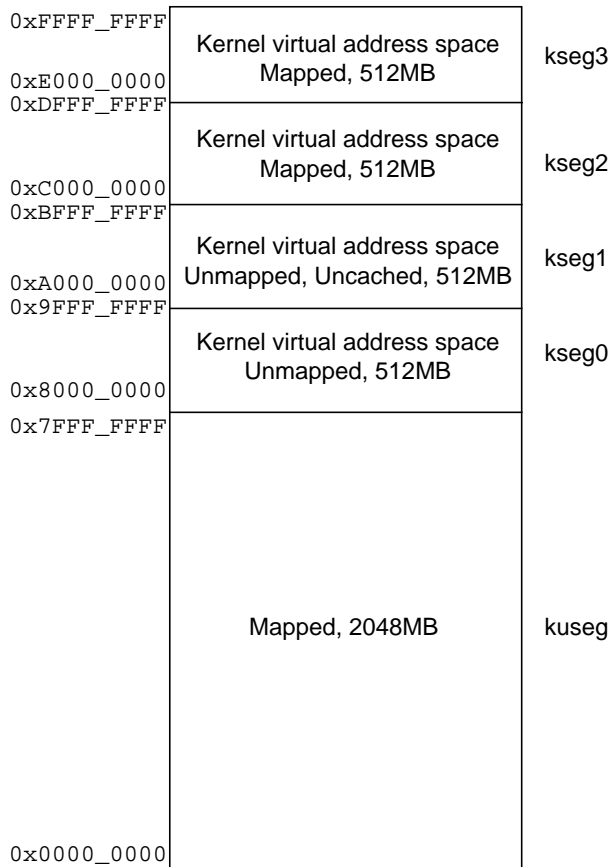 0xFFFF_FFFF
Kernel virtual address space
Mapped, 512MB
kseg3
0xE000_0000
0xDFFF_FFFF
Kernel virtual address space
Mapped, 512MB
kseg2
0xC000_0000
0xBFFF_FFFF
Kernel virtual address space
Unmapped, Uncached, 512MB
kseg1
0xA000_0000
0x9FFF_FFFF
Kernel virtual address space
Unmapped, 512MB
kseg0
0x8000_0000
0x7FFF_FFFF
Mapped, 2048MB
kuseg
0x0000_0000